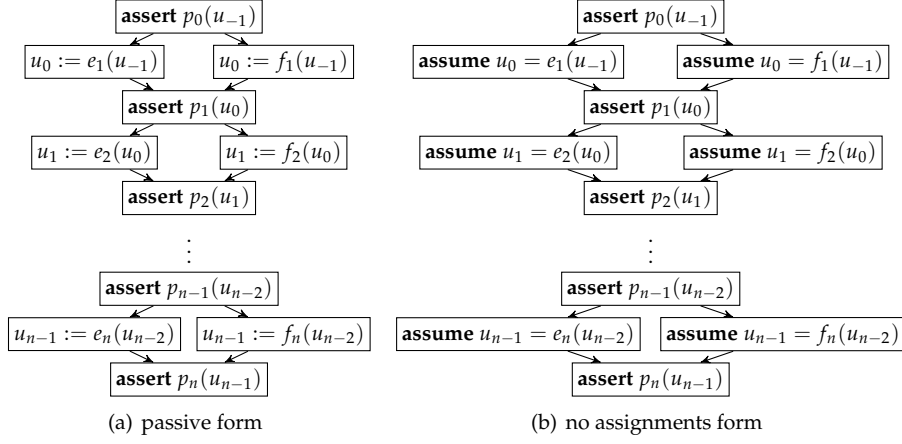 assert p₀(u₋₁) assert p₀(u₋₁)
u₀ := e₁(u₋₁) u₀ := f₁(u₋₁) assume u₀ = e₁(u₋₁) assume u₀ = f₁(u₋₁)
assert p₁(u₀) assert p₁(u₀)
u₁ := e₂(u₀) u₁ := f₂(u₀) assume u₁ = e₂(u₀) assume u₁ = f₂(u₀)
assert p₂(u₁) assert p₂(u₁)
⋮ ⋮
assert pₙ₋₁(uₙ₋₂) assert pₙ₋₁(uₙ₋₂)
uₙ₋₁ := eₙ(uₙ₋₂) uₙ₋₁ := fₙ(uₙ₋₂) assume uₙ₋₁ = eₙ(uₙ₋₂) assume uₙ₋₁ = fₙ(uₙ₋₂)
assert pₙ(uₙ₋₁) assert pₙ(uₙ₋₁)
(a) passive form (b) no assignments form